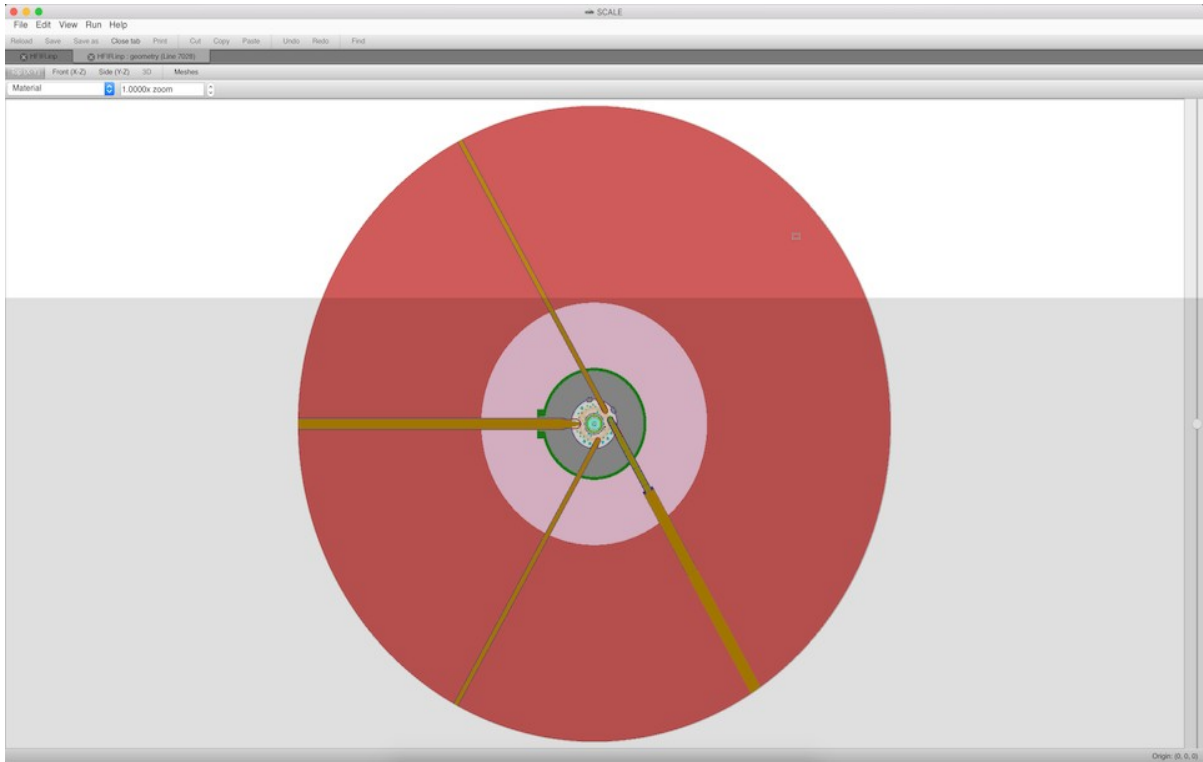 SCALE
File Edit View Run Help
Reload Save Save as Close tab Print Cut Copy Paste Undo Redo Find
HFIR.inp HFIR.inp : geometry (Line 7028)
Front (X-Z) Side (Y-Z) 3D Meshes
Material 1.0000x zoom
Origin: (0, 0, 0)